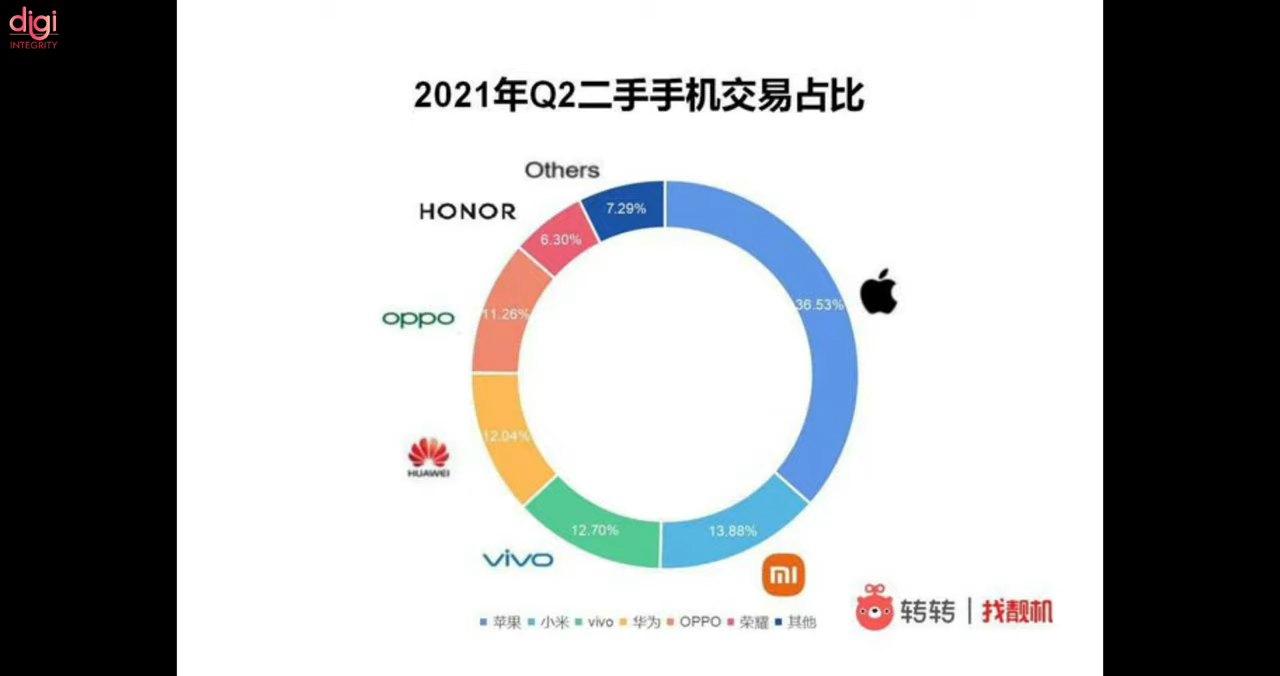 digi
INTEGRITY
2021年Q2二手手机交易占比
Others
7.29%
HONOR
6.30%
36.53%
oppo
11.26%
12.04%
HUAWEI
12.70%
13.88%
vivo
mi
苹果 小米 vivo 华为 OPPO 荣耀 其他
转转 | 找靓机